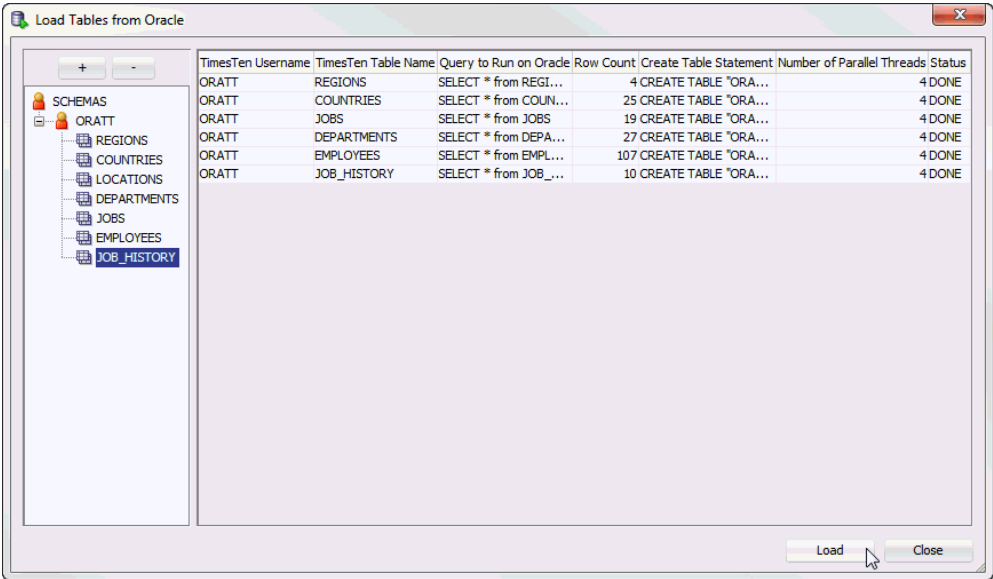 Load Tables from Oracle
+ -
SCHEMAS
ORATT
REGIONS
COUNTRIES
LOCATIONS
DEPARTMENTS
JOBS
EMPLOYEES
JOB_HISTORY
TimesTen Username TimesTen Table Name Query to Run on Oracle Row Count Create Table Statement Number of Parallel Threads Status
ORATT REGIONS SELECT * from REGI... 4 CREATE TABLE "ORA... 4 DONE
ORATT COUNTRIES SELECT * from COUN... 25 CREATE TABLE "ORA... 4 DONE
ORATT JOBS SELECT * from JOBS 19 CREATE TABLE "ORA... 4 DONE
ORATT DEPARTMENTS SELECT * from DEPA... 27 CREATE TABLE "ORA... 4 DONE
ORATT EMPLOYEES SELECT * from EMPL... 107 CREATE TABLE "ORA... 4 DONE
ORATT JOB_HISTORY SELECT * from JOB_... 10 CREATE TABLE "ORA... 4 DONE
Load Close